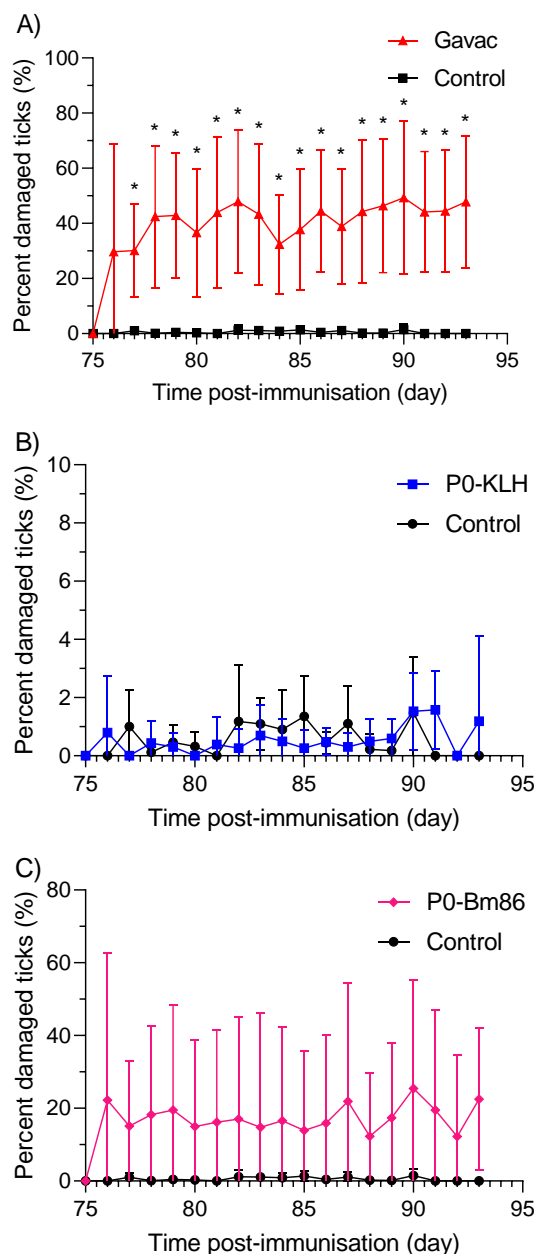 A)
Gavac
Control
Percent damaged ticks (%)
100
80
60
40
20
0
* * * * * * * * * * * * * * * * *
75 80 85 90 95
Time post-immunisation (day)
B)
P0-KLH
Control
Percent damaged ticks (%)
10
8
6
4
2
0
75 80 85 90 95
Time post-immunisation (day)
C)
P0-Bm86
Control
Percent damaged ticks (%)
80
60
40
20
0
75 80 85 90 95
Time post-immunisation (day)